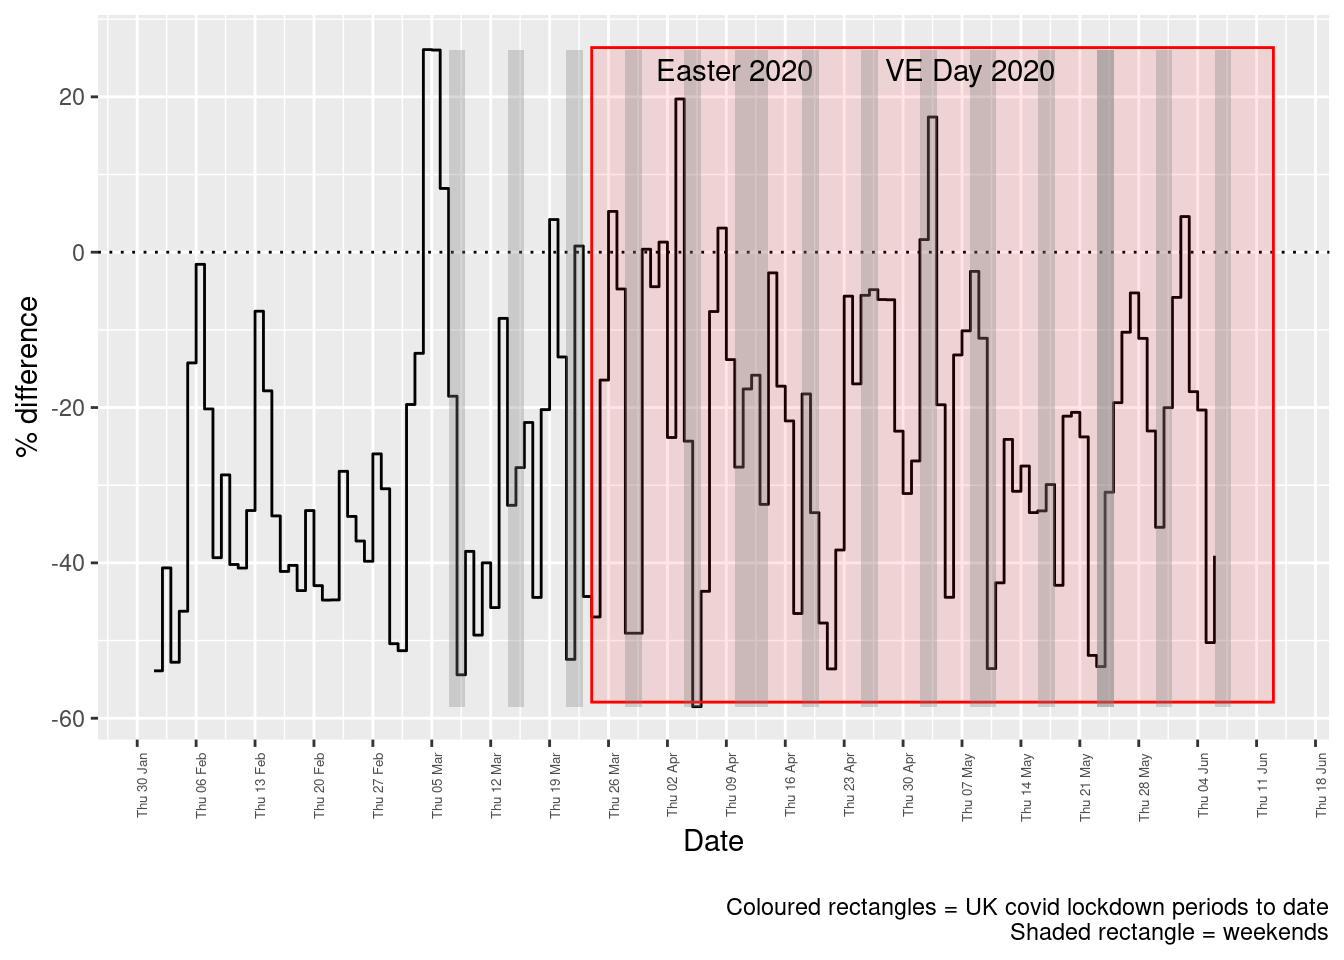 Easter 2020
VE Day 2020
% difference
20
0
-20
-40
-60
Thu 30 Jan
Thu 06 Feb
Thu 13 Feb
Thu 20 Feb
Thu 27 Feb
Thu 05 Mar
Thu 12 Mar
Thu 19 Mar
Thu 26 Mar
Thu 02 Apr
Thu 09 Apr
Thu 16 Apr
Thu 23 Apr
Thu 30 Apr
Thu 07 May
Thu 14 May
Thu 21 May
Thu 28 May
Thu 04 Jun
Thu 11 Jun
Thu 18 Jun
Date
Coloured rectangles = UK covid lockdown periods to date
Shaded rectangle = weekends